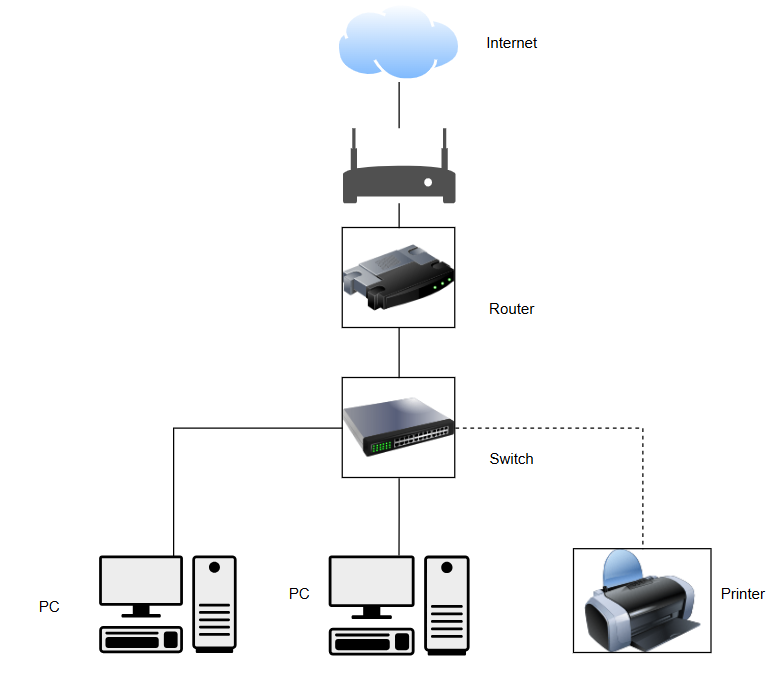 Internet
Router
Switch
PC
PC
Printer